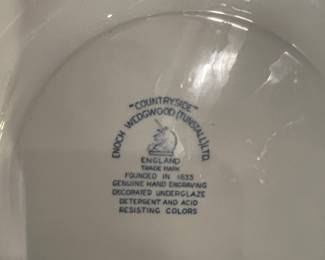 "COUNTRYSIDE"
ENOCH WEDGWOOD (TUNSTALL) LTD.
ENGLAND
TRADE MARK
FOUNDED IN 1835
GENUINE HAND ENGRAVING
DECORATED UNDERGLAZE
DETERGENT AND ACID
RESISTING COLORS